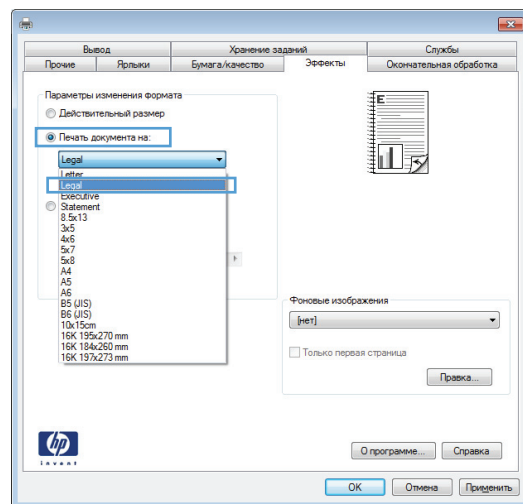 Вывод Хранение заданий Службы
Прочие Ярлыки Бумага/качество Эффекты Окончательная обработка
Параметры изменения формата
Действительный размер
Печать документа на:
Legal
Letter
Legal
Executive
Statement
8.5x13
3x5
4x6
5x7
5x8
A4
A5
A6
B5 (JIS)
B6 (JIS)
10x15cm
16K 195x270 mm
16K 184x260 mm
16K 197x273 mm
E
Фоновые изображения
[нет]
Только первая страница
Правка...
hp
invent
О программе... Справка
OK Отмена Применить